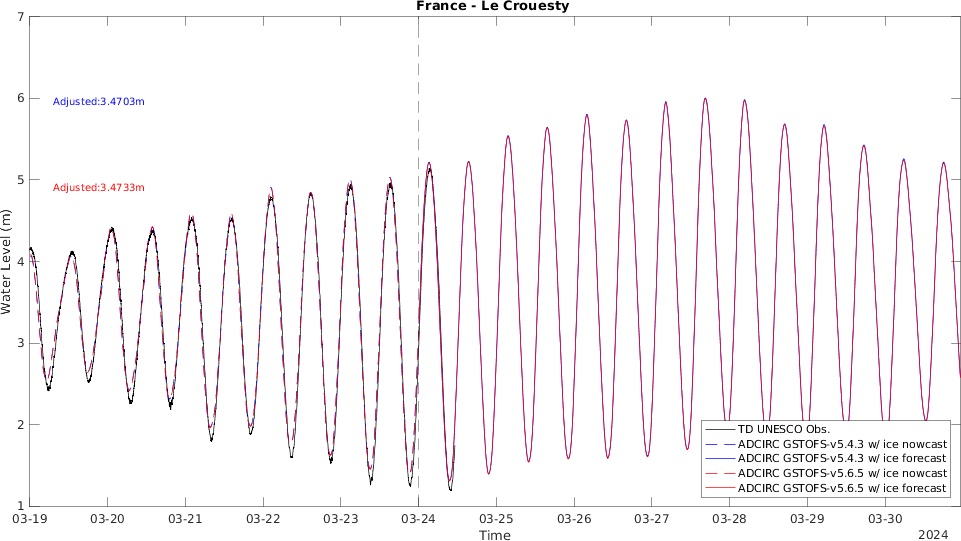 France - Le Crouesty
7
6
5
4
3
2
1
Water Level (m)
Adjusted:3.4703m
Adjusted:3.4733m
TD UNESCO Obs.
ADCIRC GSTOFS-v5.4.3 w/ ice nowcast
ADCIRC GSTOFS-v5.4.3 w/ ice forecast
ADCIRC GSTOFS-v5.6.5 w/ ice nowcast
ADCIRC GSTOFS-v5.6.5 w/ ice forecast
03-19 03-20 03-21 03-22 03-23 03-24 03-25 03-26 03-27 03-28 03-29 03-30
Time
2024